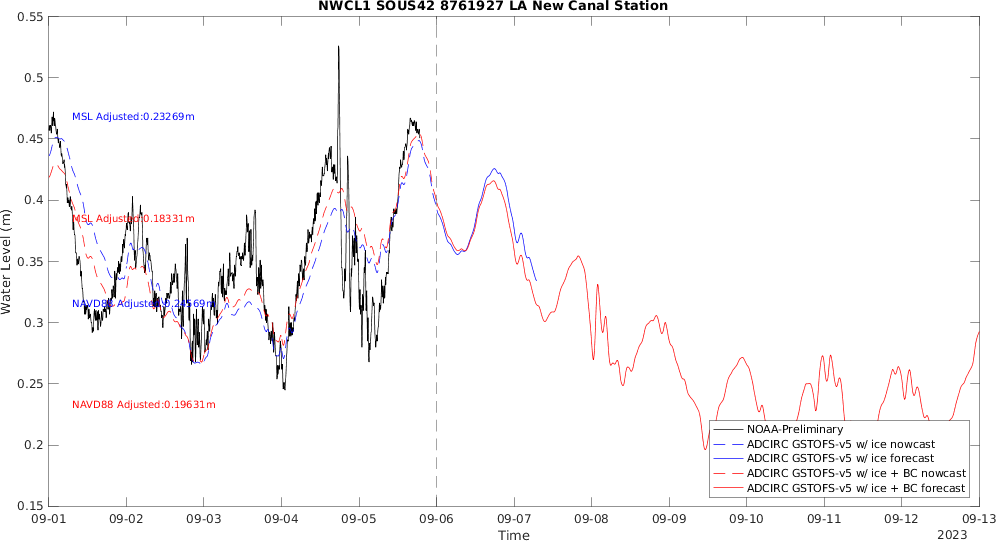 NWCL1 SOUS42 8761927 LA New Canal Station
0.55
0.5
0.45
0.4
0.35
0.3
0.25
0.2
0.15
Water Level (m)
MSL Adjusted:0.23269m
MSL Adjusted:0.18331m
NAVD88 Adjusted:0.24569m
NAVD88 Adjusted:0.19631m
NOAA-Preliminary
ADCIRC GSTOFS-v5 w/ ice nowcast
ADCIRC GSTOFS-v5 w/ ice forecast
ADCIRC GSTOFS-v5 w/ ice + BC nowcast
ADCIRC GSTOFS-v5 w/ ice + BC forecast
09-01 09-02 09-03 09-04 09-05 09-06 09-07 09-08 09-09 09-10 09-11 09-12 09-13
Time
2023